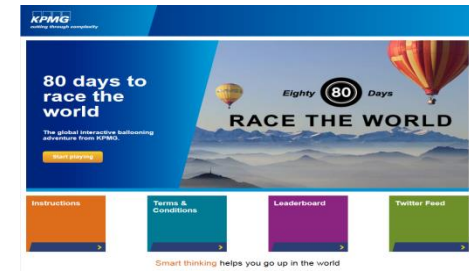 KPMG
cutting through complexity
80 days to
race the
world
The global interactive ballooning
adventure from KPMG.
Start playing
Eighty 80 Days
RACE THE WORLD
Instructions
Terms &
Conditions
Leaderboard
Twitter Feed
Smart thinking helps you go up in the world